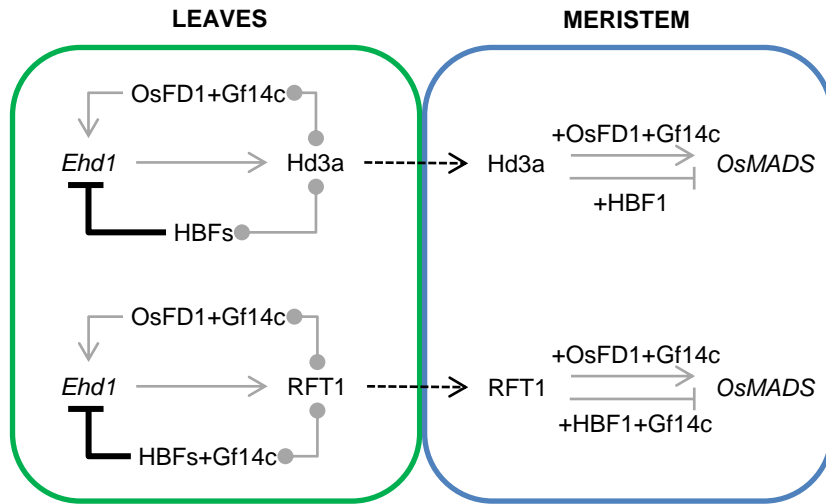 LEAVES
MERISTEM
OsFD1+Gf14c
Ehd1
Hd3a
HBFs
Hd3a
+OsFD1+Gf14c
OsMADS
+HBF1
OsFD1+Gf14c
Ehd1
RFT1
HBFs+Gf14c
RFT1
+OsFD1+Gf14c
OsMADS
+HBF1+Gf14c